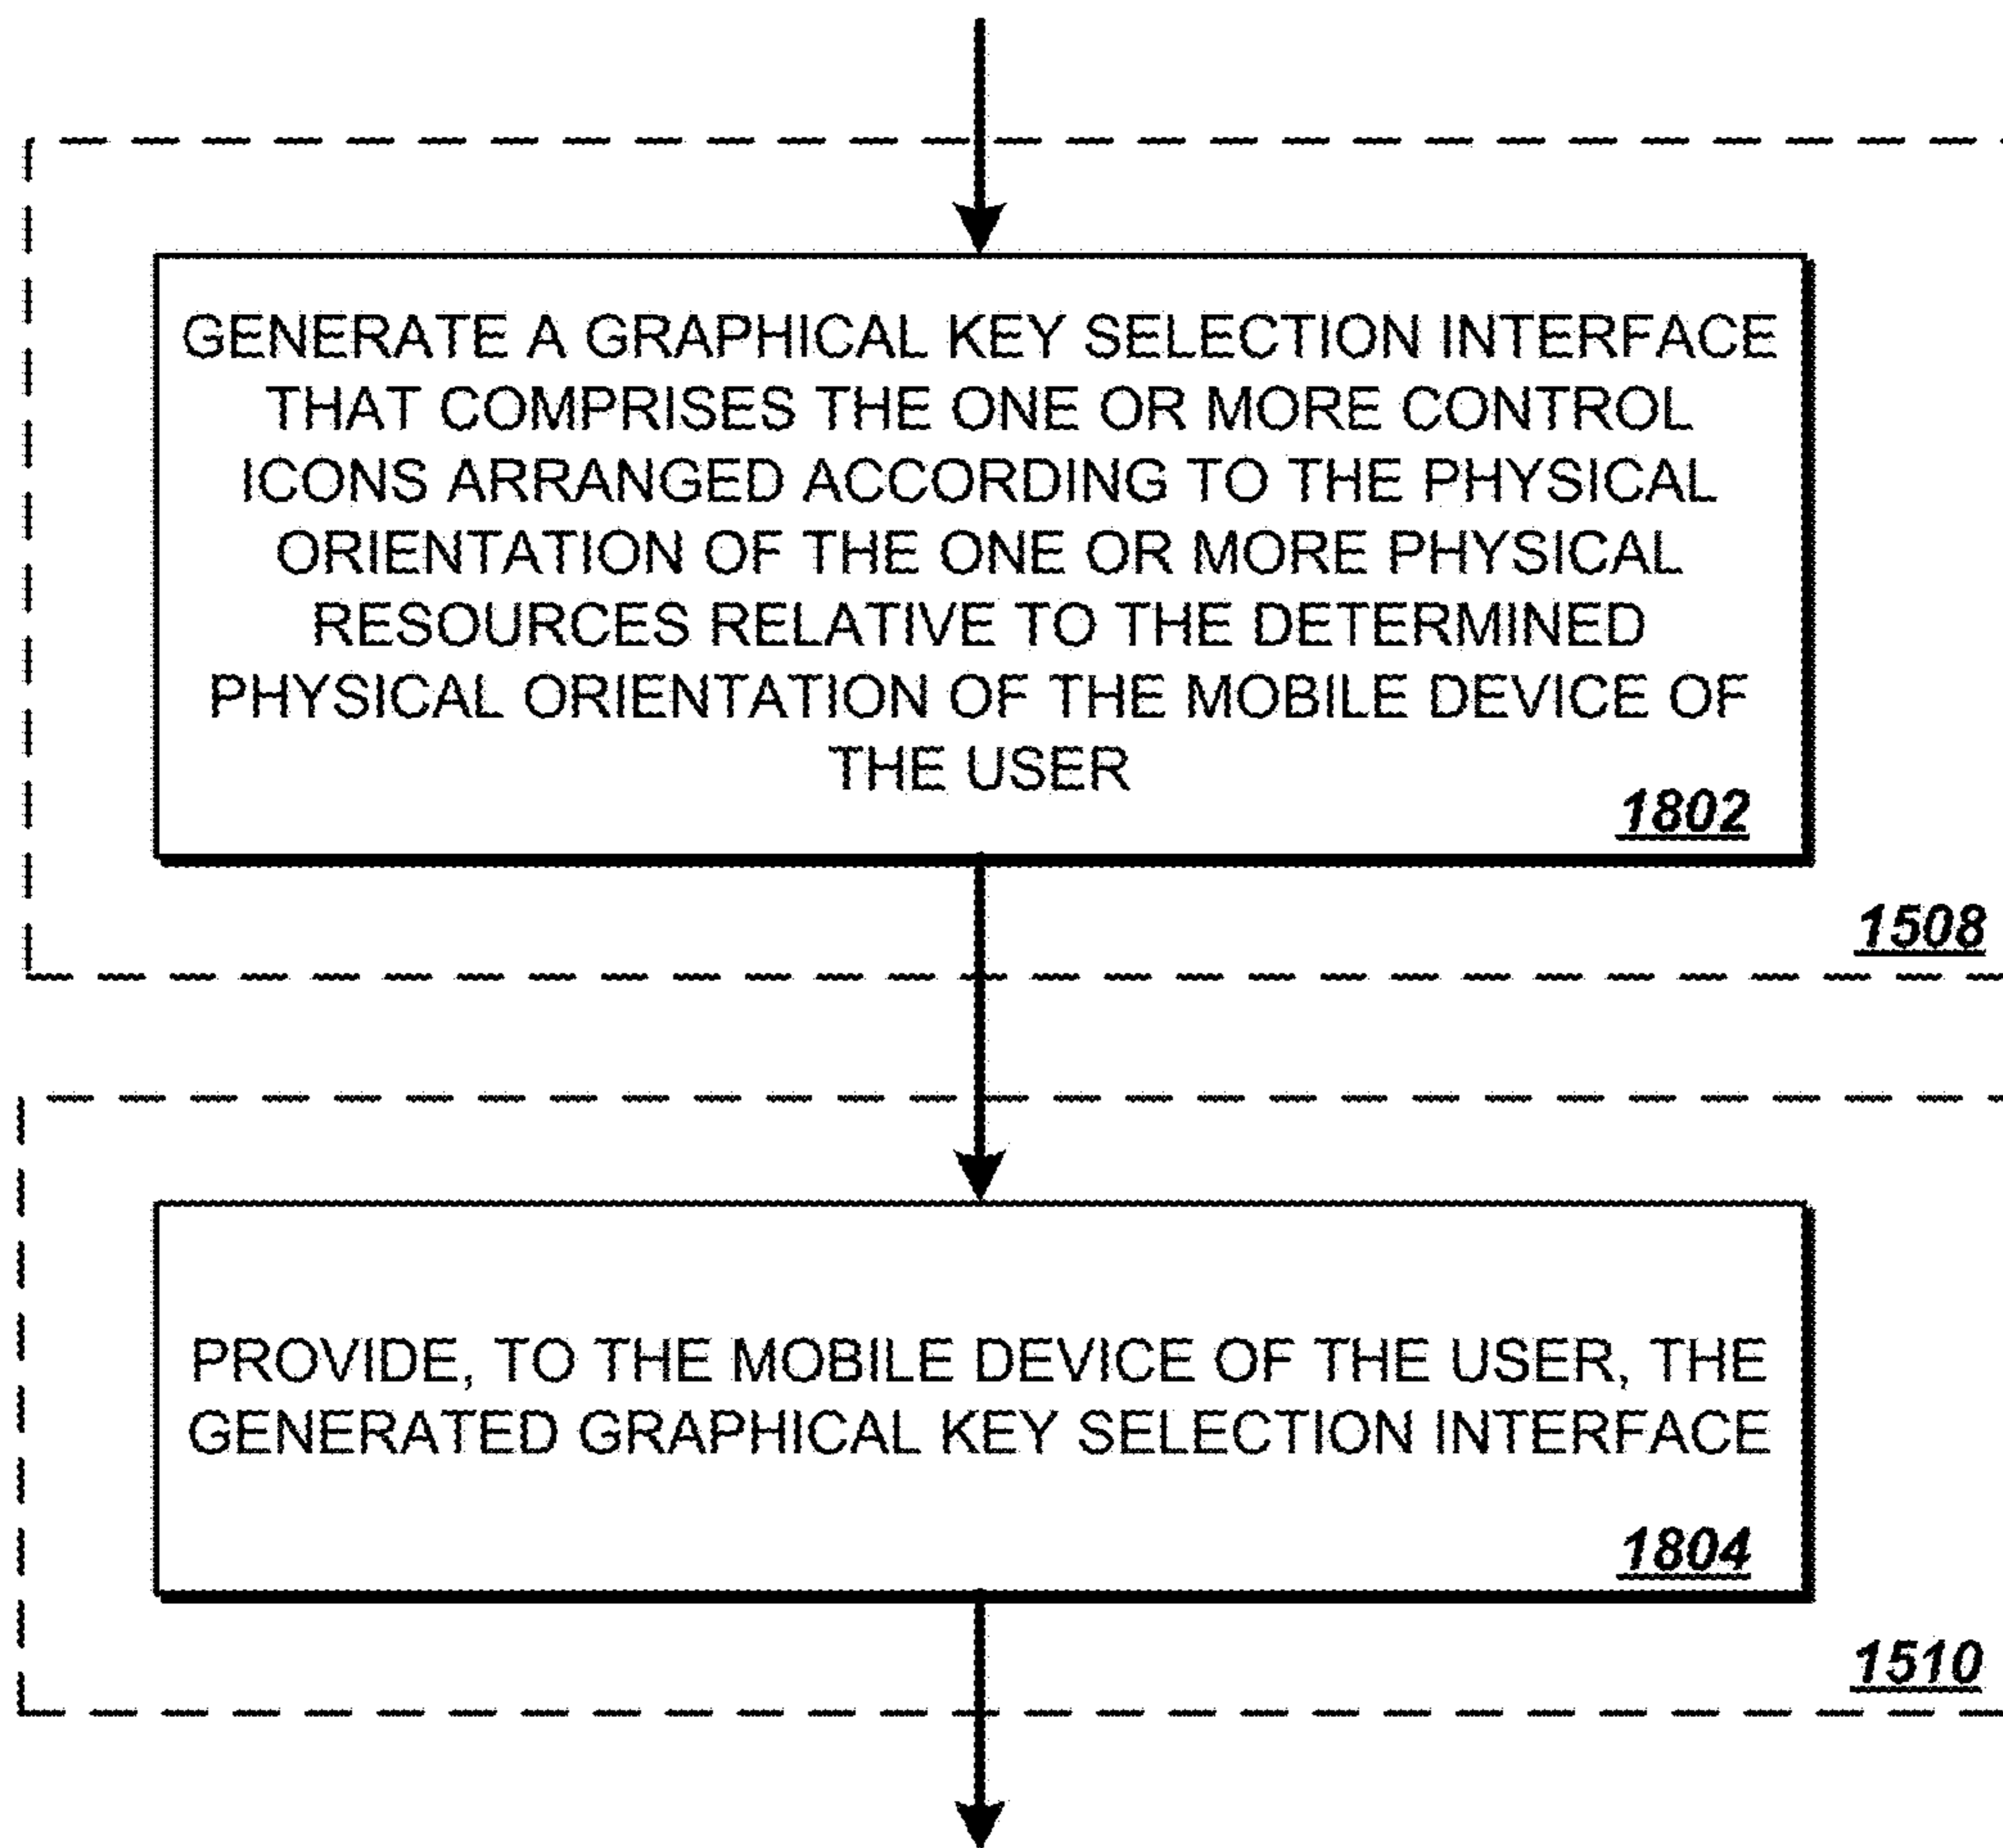 GENERATE A GRAPHICAL KEY SELECTION INTERFACE
THAT COMPRISES THE ONE OR MORE CONTROL
ICONS ARRANGED ACCORDING TO THE PHYSICAL
ORIENTATION OF THE ONE OR MORE PHYSICAL
RESOURCES RELATIVE TO THE DETERMINED
PHYSICAL ORIENTATION OF THE MOBILE DEVICE OF
THE USER
1802
1508
PROVIDE, TO THE MOBILE DEVICE OF THE USER, THE
GENERATED GRAPHICAL KEY SELECTION INTERFACE
1804
1510